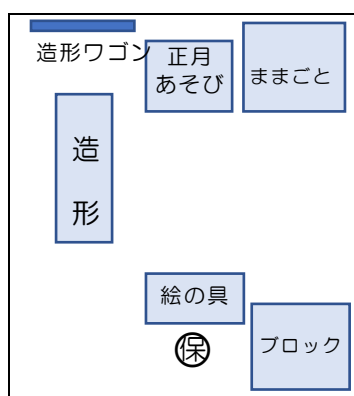 造形ワゴン
正月
あそび
ままごと
造
形
絵の具
保
ブロック